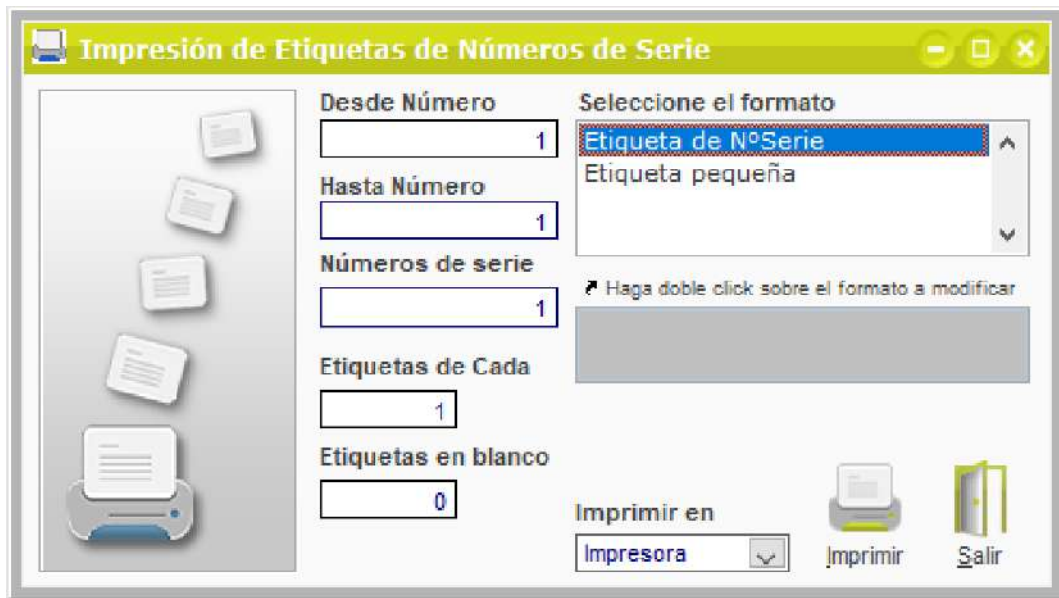 Impresión de Etiquetas de Números de Serie
Desde Número
1
Hasta Número
1
Números de serie
1
Etiquetas de Cada
1
Etiquetas en blanco
0
Seleccione el formato
Etiqueta de NºSerie
Etiqueta pequeña
Haga doble click sobre el formato a modificar
Imprimir en
Impresora
Imprimir
Salir